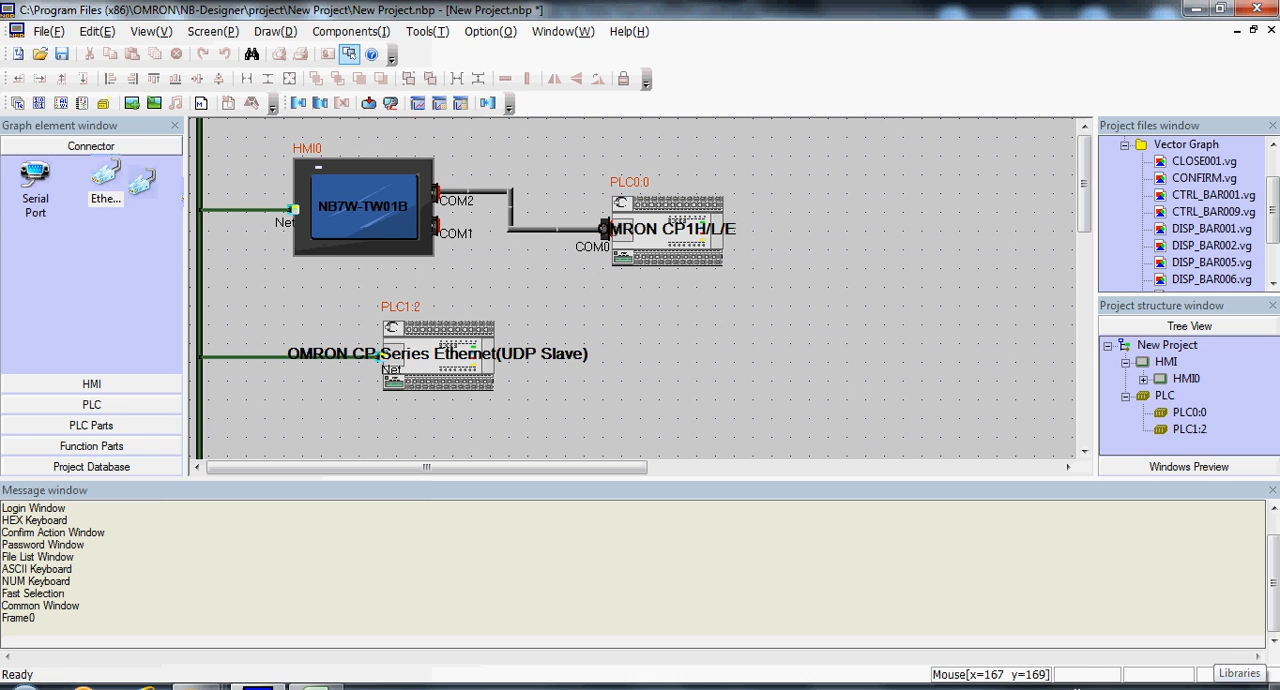 C:\Program Files (x86)\OMRON\NB-Designer\project\New Project\New Project.nbp - [New Project.nbp *]
File(F) Edit(E) View(V) Screen(P) Draw(D) Components(I) Tools(T) Option(O) Window(W) Help(H)
Graph element window
Connector
Serial Port
Ethe...
HMI
PLC
PLC Parts
Function Parts
Project Database
HMI0
NB7W-TW01B
COM2
COM1
Net
PLC0:0
OMRON CP1H/L/E
COM0
PLC1:2
OMRON CP Series Ethernet(UDP Slave)
Net
Project files window
Vector Graph
CLOSE001.vg
CONFIRM.vg
CTRL_BAR001.vg
CTRL_BAR009.vg
DISP_BAR001.vg
DISP_BAR002.vg
DISP_BAR005.vg
DISP_BAR006.vg
Project structure window
Tree View
New Project
HMI
HMI0
PLC
PLC0:0
PLC1:2
Windows Preview
Message window
Login Window
HEX Keyboard
Confirm Action Window
Password Window
File List Window
ASCII Keyboard
NUM Keyboard
Fast Selection
Common Window
Frame0
Ready
Mouse[x=167 y=169]
Libraries